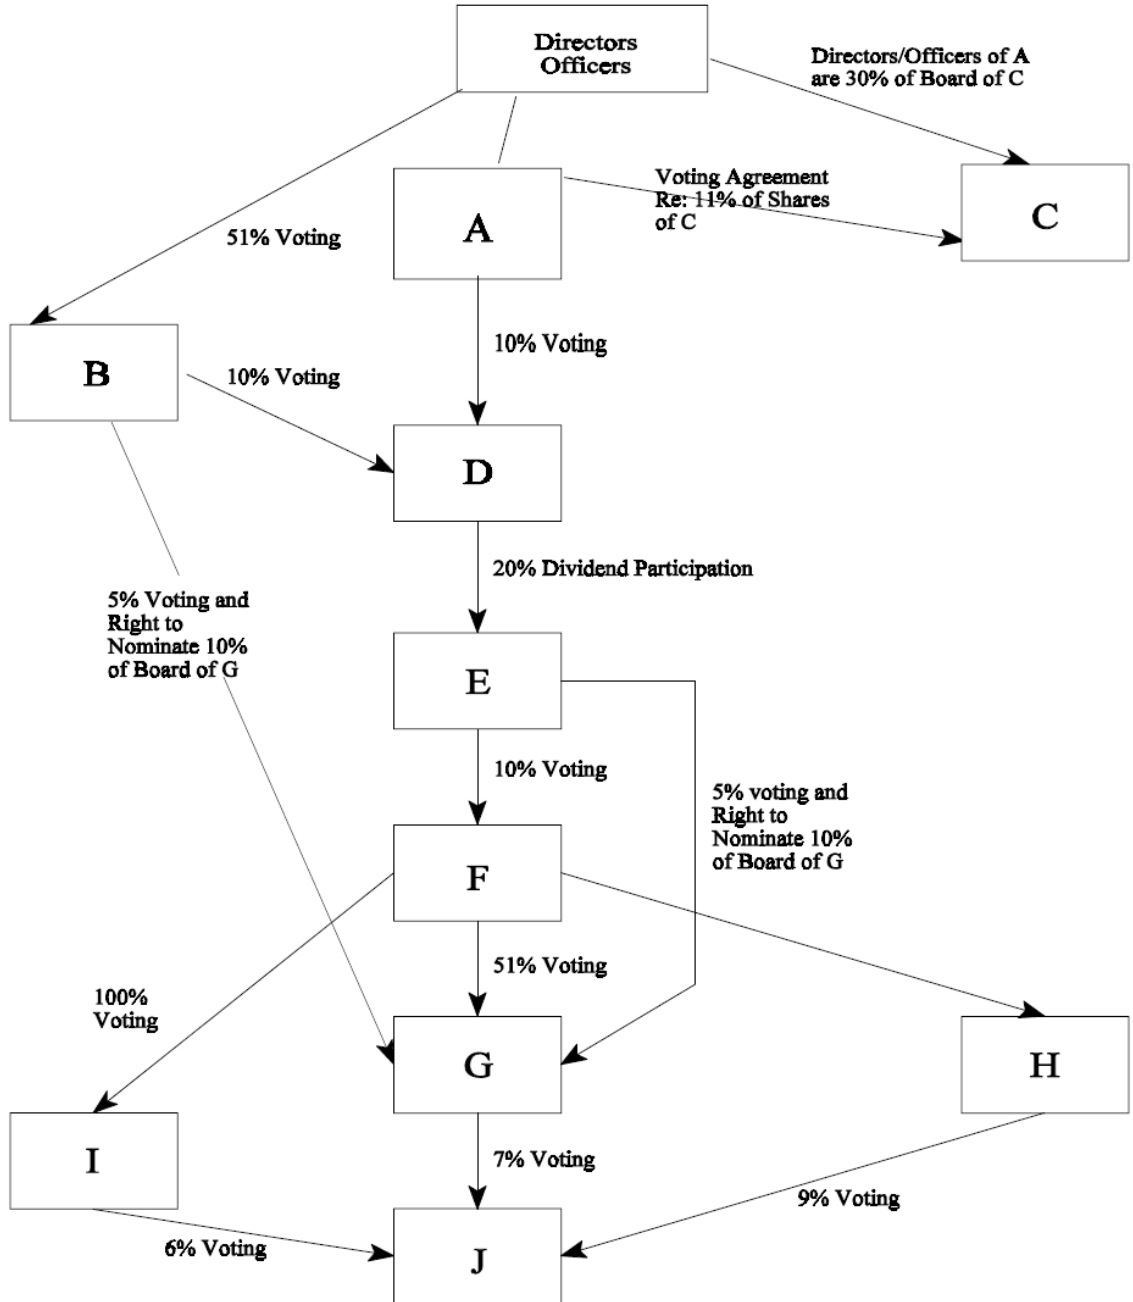 Directors
Officers
Directors/Officers of A
are 30% of Board of C
A
Voting Agreement
Re: 11% of Shares
of C
C
51% Voting
B
10% Voting
10% Voting
D
20% Dividend Participation
5% Voting and
Right to
Nominate 10%
of Board of G
E
10% Voting
5% voting and
Right to
Nominate 10%
of Board of G
F
51% Voting
100%
Voting
G
H
I
7% Voting
9% Voting
6% Voting
J